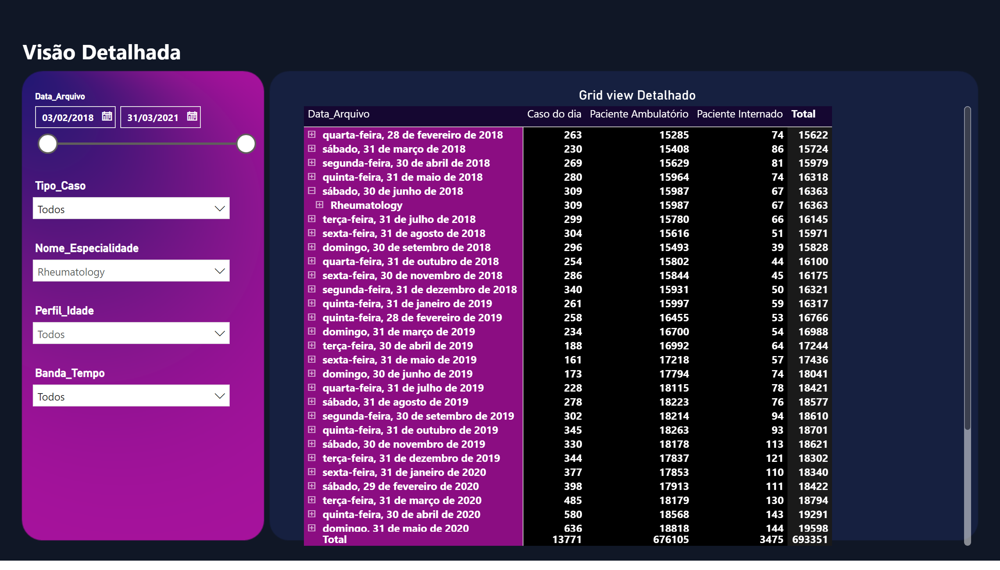 Visão Detalhada
Data_Arquivo
03/02/2018 31/03/2021
Tipo_Caso
Todos
Nome_Especialidade
Rheumatology
Perfil_Idade
Todos
Banda_Tempo
Todos
Grid view Detalhado
Data_Arquivo Caso do dia Paciente Ambulatório Paciente Internado Total
quarta-feira, 28 de fevereiro de 2018 263 15285 74 15622
sábado, 31 de março de 2018 230 15408 86 15724
segunda-feira, 30 de abril de 2018 269 15629 81 15979
quinta-feira, 31 de maio de 2018 280 15964 74 16318
sábado, 30 de junho de 2018 309 15987 67 16363
Rheumatology 309 15987 67 16363
terça-feira, 31 de julho de 2018 299 15780 66 16145
sexta-feira, 31 de agosto de 2018 304 15616 51 15971
domingo, 30 de setembro de 2018 296 15493 39 15828
quarta-feira, 31 de outubro de 2018 254 15802 44 16100
sexta-feira, 30 de novembro de 2018 286 15844 45 16175
segunda-feira, 31 de dezembro de 2018 340 15931 50 16321
quinta-feira, 31 de janeiro de 2019 261 15997 59 16317
quinta-feira, 28 de fevereiro de 2019 258 16455 53 16766
domingo, 31 de março de 2019 234 16700 54 16988
terça-feira, 30 de abril de 2019 188 16992 64 17244
sexta-feira, 31 de maio de 2019 161 17218 57 17436
domingo, 30 de junho de 2019 173 17794 74 18041
quarta-feira, 31 de julho de 2019 228 18115 78 18421
sábado, 31 de agosto de 2019 278 18223 76 18577
segunda-feira, 30 de setembro de 2019 302 18214 94 18610
quinta-feira, 31 de outubro de 2019 345 18263 93 18701
sábado, 30 de novembro de 2019 330 18178 113 18621
terça-feira, 31 de dezembro de 2019 344 17837 121 18302
sexta-feira, 31 de janeiro de 2020 377 17853 110 18340
sábado, 29 de fevereiro de 2020 398 17913 111 18422
terça-feira, 31 de março de 2020 485 18179 130 18794
quinta-feira, 30 de abril de 2020 580 18568 143 19291
domingo, 31 de maio de 2020 636 18818 144 19598
Total 13771 676105 3475 693351